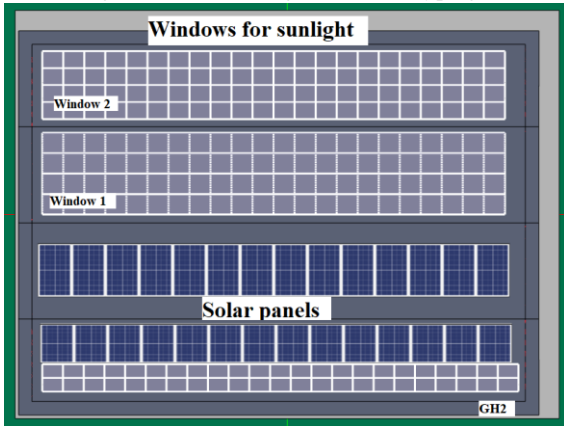 Windows for sunlight
Window 2
Window 1
Solar panels
GH2